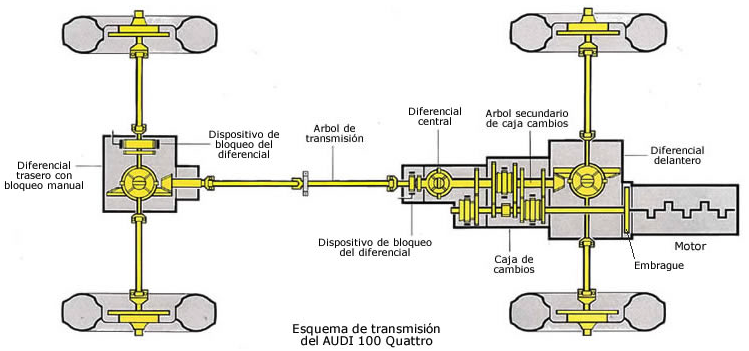 Diferencial
central
Arbol secundario
de caja cambios
Dispositivo de
bloqueo del
diferencial
Arbol de
transmisión
Diferencial
delantero
Diferencial
trasero con
bloqueo manual
Dispositivo de bloqueo
del diferencial
Caja de
cambios
Motor
Embrague
Esquema de transmisión
del AUDI 100 Quattro